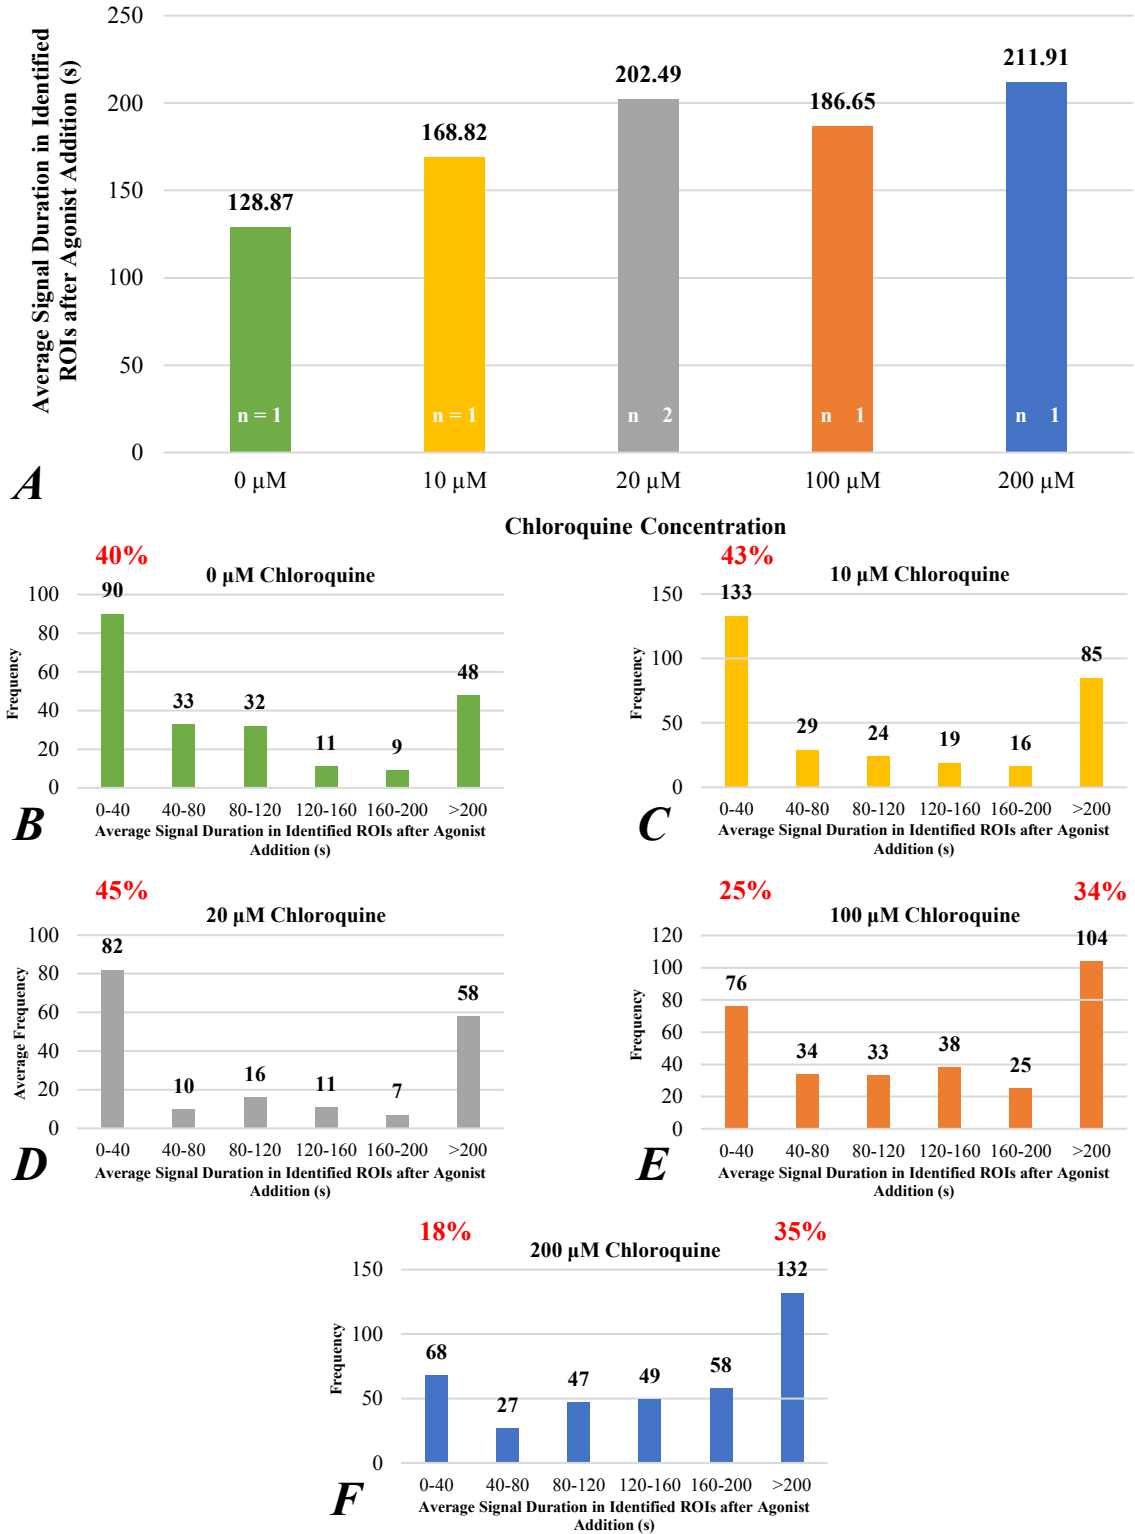 Average Signal Duration in Identified
ROIs after Agonist Addition (s)
250
200
150
100
50
0
128.87
168.82
202.49
186.65
211.91
n = 1
n = 1
n 2
n 1
n 1
0 µM
10 µM
20 µM
100 µM
200 µM
A
Chloroquine Concentration
40%
0 µM Chloroquine
Frequency
100
80
60
40
20
0
90
33
32
11
9
48
0-40
40-80
80-120
120-160
160-200
>200
B
Average Signal Duration in Identified ROIs after Agonist
Addition (s)
43%
10 µM Chloroquine
Frequency
150
100
50
0
133
29
24
19
16
85
0-40
40-80
80-120
120-160
160-200
>200
C
Average Signal Duration in Identified ROIs after Agonist
Addition (s)
45%
20 µM Chloroquine
Average Frequency
100
80
60
40
20
0
82
10
16
11
7
58
0-40
40-80
80-120
120-160
160-200
>200
D
Average Signal Duration in Identified ROIs after Agonist
Addition (s)
25%
34%
100 µM Chloroquine
Frequency
120
100
80
60
40
20
0
76
34
33
38
25
104
0-40
40-80
80-120
120-160
160-200
>200
E
Average Signal Duration in Identified ROIs after Agonist
Addition (s)
18%
35%
200 µM Chloroquine
Frequency
150
100
50
0
68
27
47
49
58
132
0-40
40-80
80-120
120-160
160-200
>200
F
Average Signal Duration in Identified ROIs after Agonist
Addition (s)